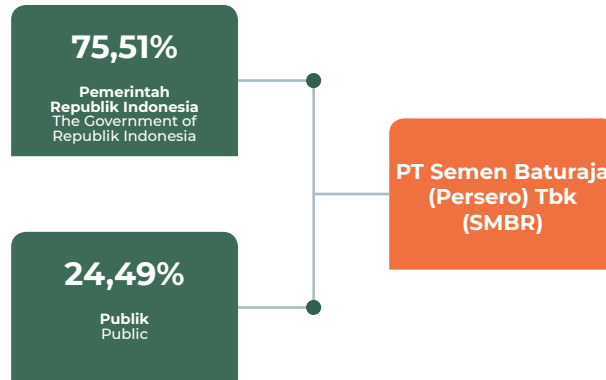 75,51%
Pemerintah
Republik Indonesia
The Government of
Republik Indonesia
PT Semen Baturaja
(Persero) Tbk
(SMBR)
24,49%
Publik
Public